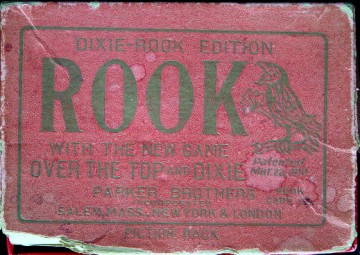 DIXIE-ROOK EDITION
ROOK
WITH THE NEW GAME
OVER THE TOP AND DIXIE
Patented
PARKER BROTHERS
SALEM, MASS., NEW YORK & LONDON